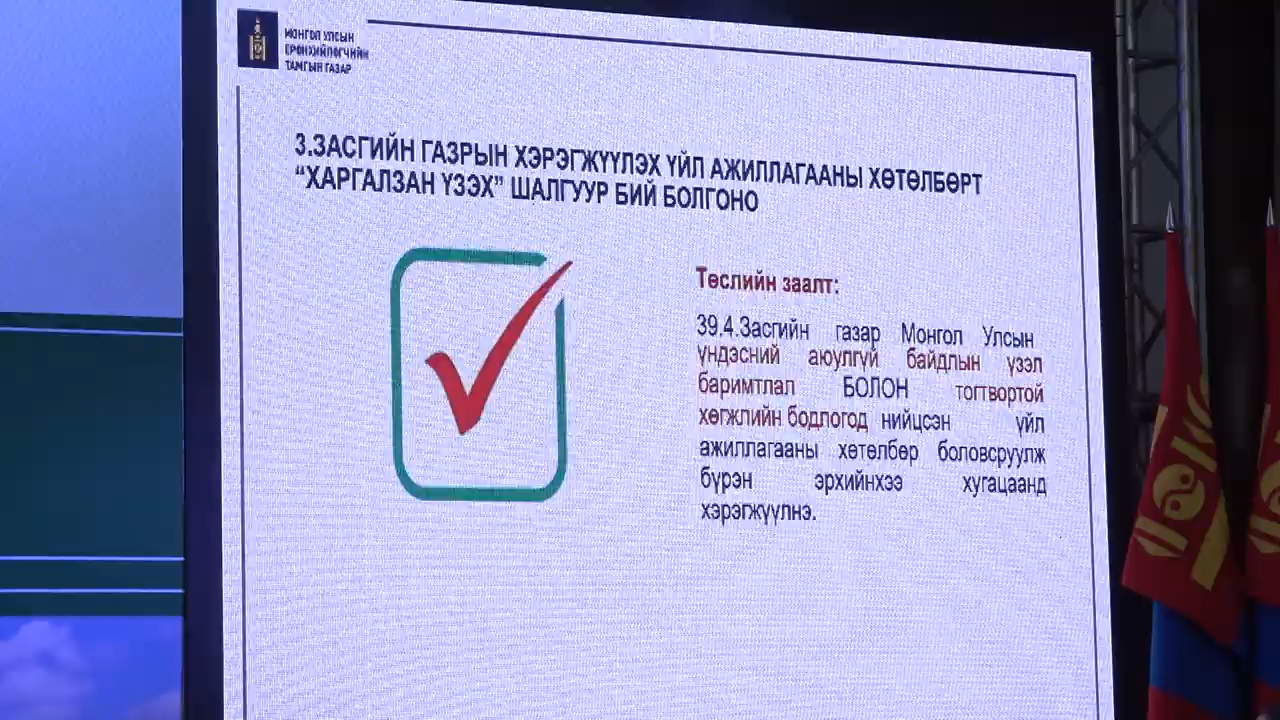 МОНГОЛ УЛСЫН
ЕРӨНХИЙЛӨГЧИЙН
ТАМГЫН ГАЗАР
3.ЗАСГИЙН ГАЗРЫН ХЭРЭГЖҮҮЛЭХ ҮЙЛ АЖИЛЛАГААНЫ ХӨТӨЛБӨРТ
“ХАРГАЛЗАН ҮЗЭХ” ШАЛГУУР БИЙ БОЛГОНО
Төслийн заалт:
39.4.Засгийн газар Монгол Улсын
үндэсний аюулгүй байдлын үзэл
баримтлал БОЛОН тогтвортой
хөгжлийн бодлогод нийцсэн үйл
ажиллагааны хөтөлбөр боловсруулж
бүрэн эрхийнхээ хугацаанд
хэрэгжүүлнэ.